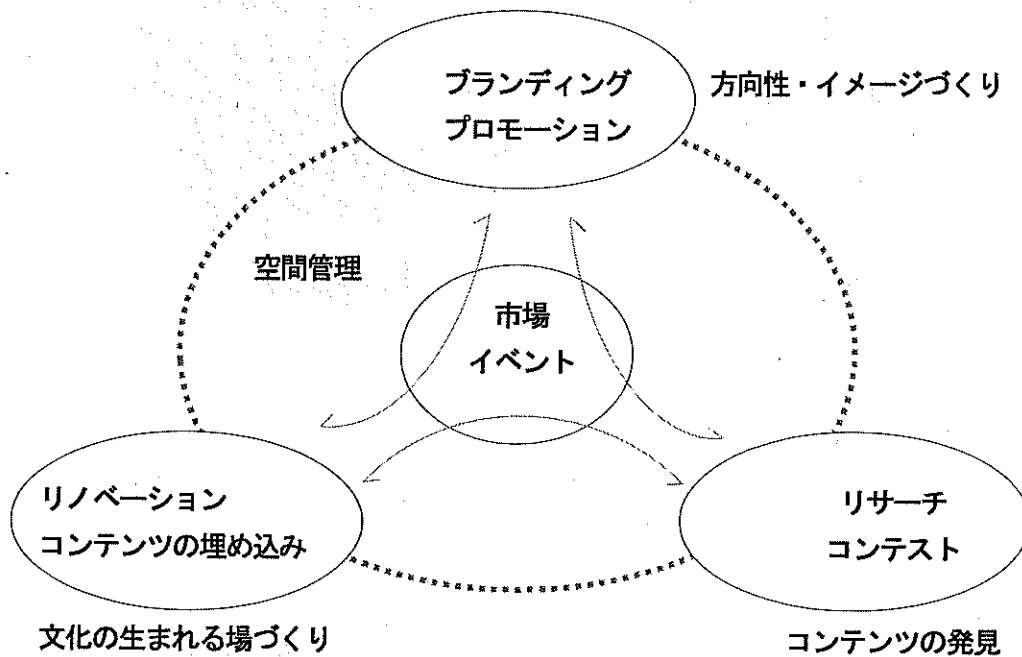 ブランディング
プロモーション
方向性・イメージづくり
空間管理
市場
イベント
リノベーション
コンテンツの埋め込み
リサーチ
コンテスト
文化の生まれる場づくり
コンテンツの発見